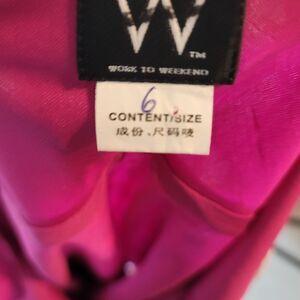 W
TM
WORK TO WEEKEND
6
CONTENT/SIZE
成份、尺码唛